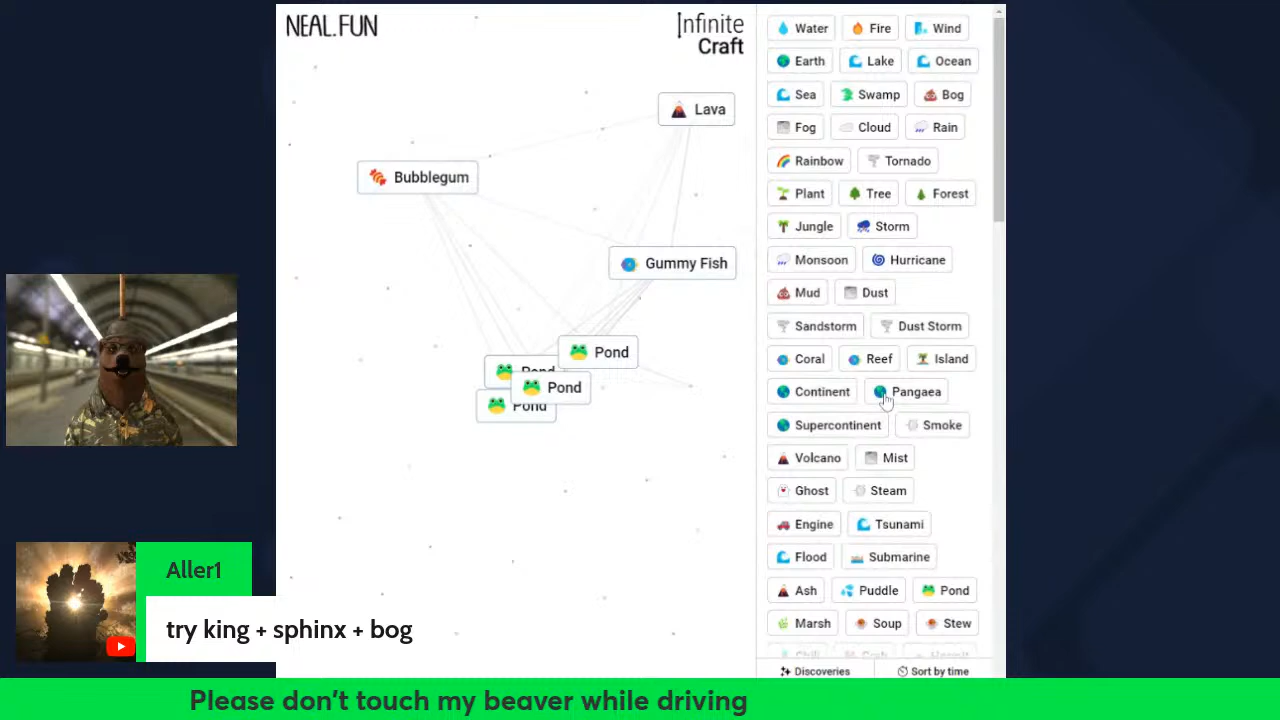 NEAL.FUN
Infinite
Craft
Lava
Bubblegum
Gummy Fish
Pond
Pond
Pond
Pond
Water Fire Wind
Earth Lake Ocean
Sea Swamp Bog
Fog Cloud Rain
Rainbow Tornado
Plant Tree Forest
Jungle Storm
Monsoon Hurricane
Mud Dust
Sandstorm Dust Storm
Coral Reef Island
Continent Pangaea
Supercontinent Smoke
Volcano Mist
Ghost Steam
Engine Tsunami
Flood Submarine
Ash Puddle Pond
Marsh Soup Stew
Discoveries Sort by time
Aller1
try king + sphinx + bog
Please don't touch my beaver while driving